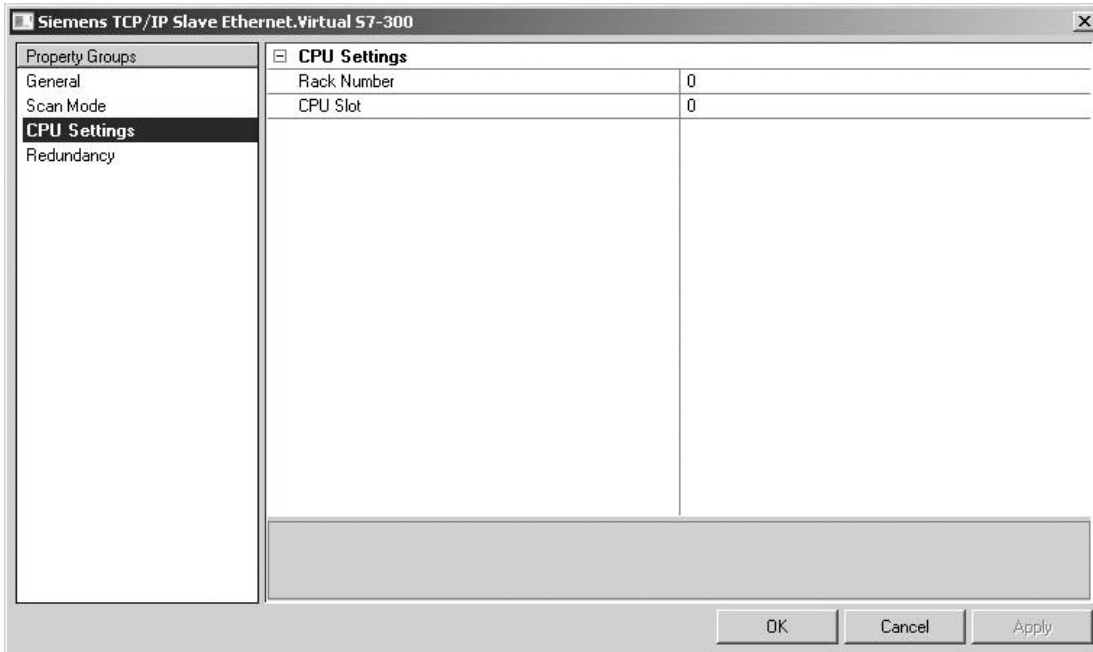 Siemens TCP/IP Slave Ethernet.Virtual S7-300
Property Groups
General
Scan Mode
CPU Settings
Redundancy
CPU Settings
Rack Number 0
CPU Slot 0
OK Cancel Apply